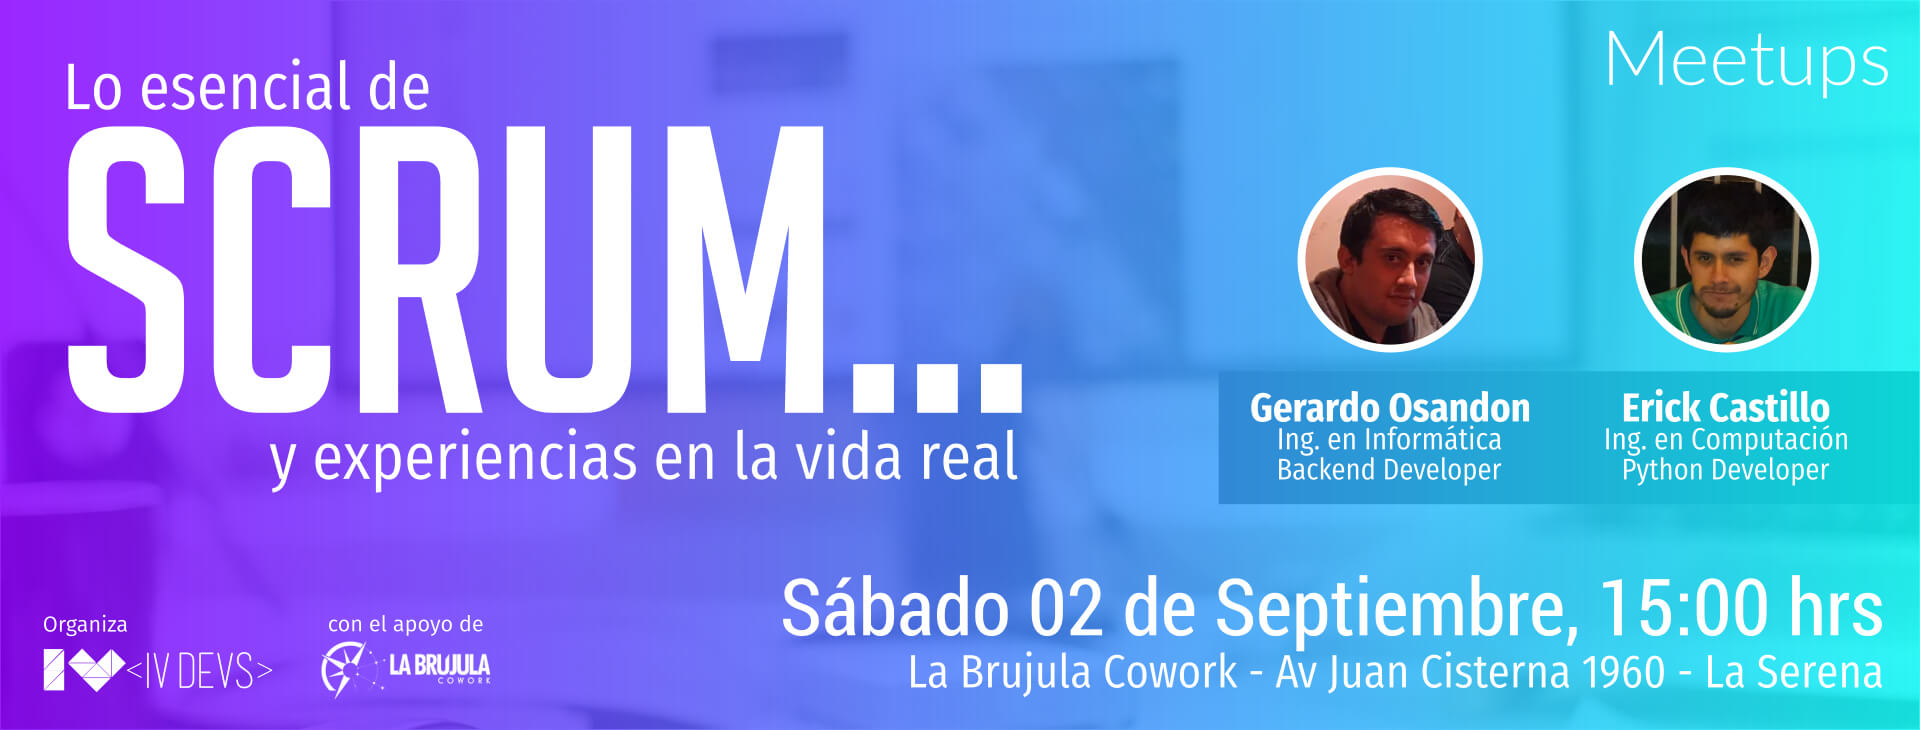 Meetups
Lo esencial de
SCRUM...
y experiencias en la vida real
Gerardo Osandon
Ing. en Informática
Backend Developer
Erick Castillo
Ing. en Computación
Python Developer
Sábado 02 de Septiembre, 15:00 hrs
La Brujula Cowork - Av Juan Cisterna 1960 - La Serena
Organiza
<IV DEVS>
con el apoyo de
LA BRUJULA
COWORK